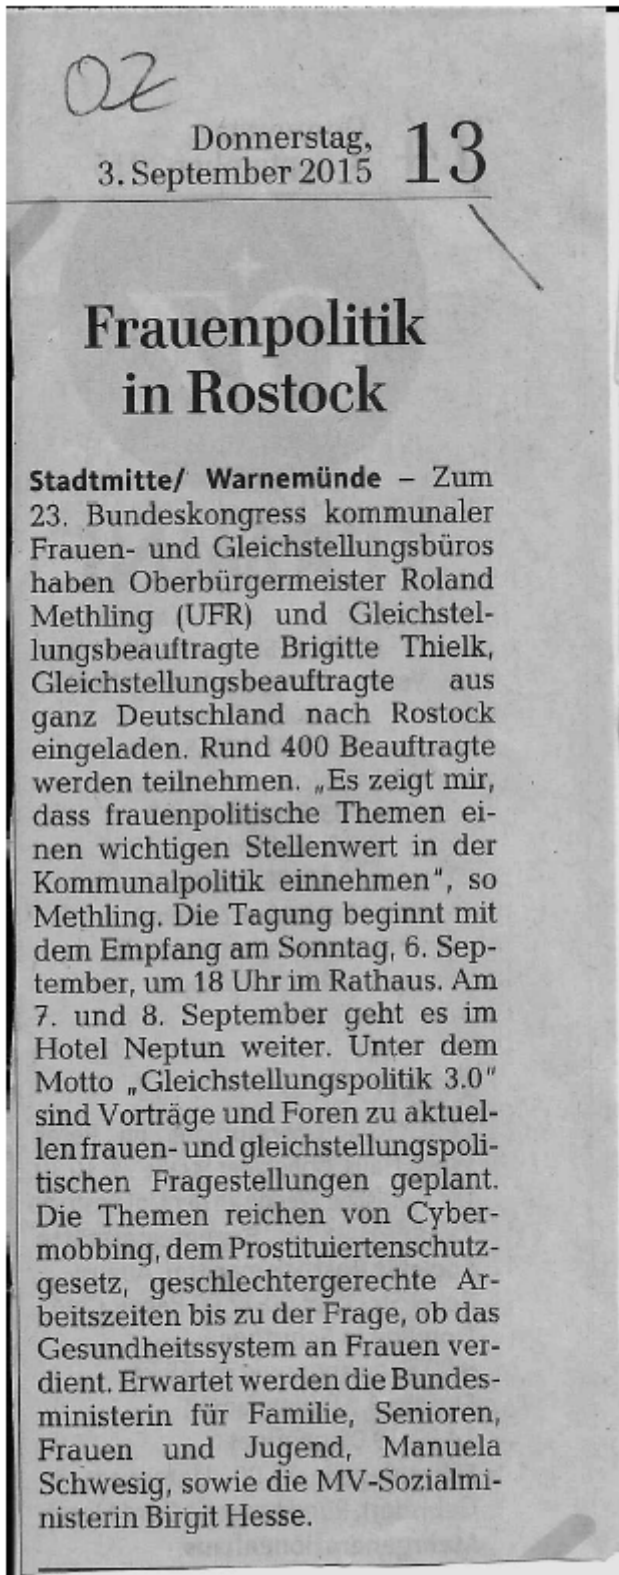 OZ
Donnerstag,
3. September 2015 13
Frauenpolitik
in Rostock
Stadtmitte/ Warnemünde – Zum
23. Bundeskongress kommunaler
Frauen- und Gleichstellungsbüros
haben Oberbürgermeister Roland
Methling (UFR) und Gleichstel-
lungsbeauftragte Brigitte Thielk,
Gleichstellungsbeauftragte aus
ganz Deutschland nach Rostock
eingeladen. Rund 400 Beauftragte
werden teilnehmen. „Es zeigt mir,
dass frauenpolitische Themen ei-
nen wichtigen Stellenwert in der
Kommunalpolitik einnehmen", so
Methling. Die Tagung beginnt mit
dem Empfang am Sonntag, 6. Sep-
tember, um 18 Uhr im Rathaus. Am
7. und 8. September geht es im
Hotel Neptun weiter. Unter dem
Motto „Gleichstellungspolitik 3.0"
sind Vorträge und Foren zu aktuel-
len frauen- und gleichstellungspoli-
tischen Fragestellungen geplant.
Die Themen reichen von Cyber-
mobbing, dem Prostituiertenschutz-
gesetz, geschlechtergerechte Ar-
beitszeiten bis zu der Frage, ob das
Gesundheitssystem an Frauen ver-
dient. Erwartet werden die Bundes-
ministerin für Familie, Senioren,
Frauen und Jugend, Manuela
Schwesig, sowie die MV-Sozialmi-
nisterin Birgit Hesse.